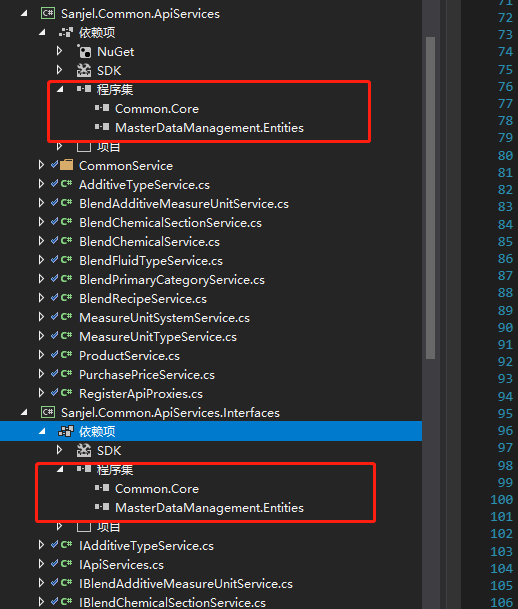 Sanjel.Common.ApiServices
依赖项
NuGet
SDK
程序集
Common.Core
MasterDataManagement.Entities
项目
CommonService
AdditiveTypeService.cs
BlendAdditiveMeasureUnitService.cs
BlendChemicalSectionService.cs
BlendChemicalService.cs
BlendFluidTypeService.cs
BlendPrimaryCategoryService.cs
BlendRecipeService.cs
MeasureUnitSystemService.cs
MeasureUnitTypeService.cs
ProductService.cs
PurchasePriceService.cs
RegisterApiProxies.cs
Sanjel.Common.ApiServices.Interfaces
依赖项
SDK
程序集
Common.Core
MasterDataManagement.Entities
项目
IAdditiveTypeService.cs
IApiServices.cs
IBlendAdditiveMeasureUnitService.cs
IBlendChemicalSectionService.cs
71
72
73
74
75
76
77
78
79
80
81
82
83
84
85
86
87
88
89
90
91
92
93
94
95
96
97
98
99
100
101
102
103
104
105
106